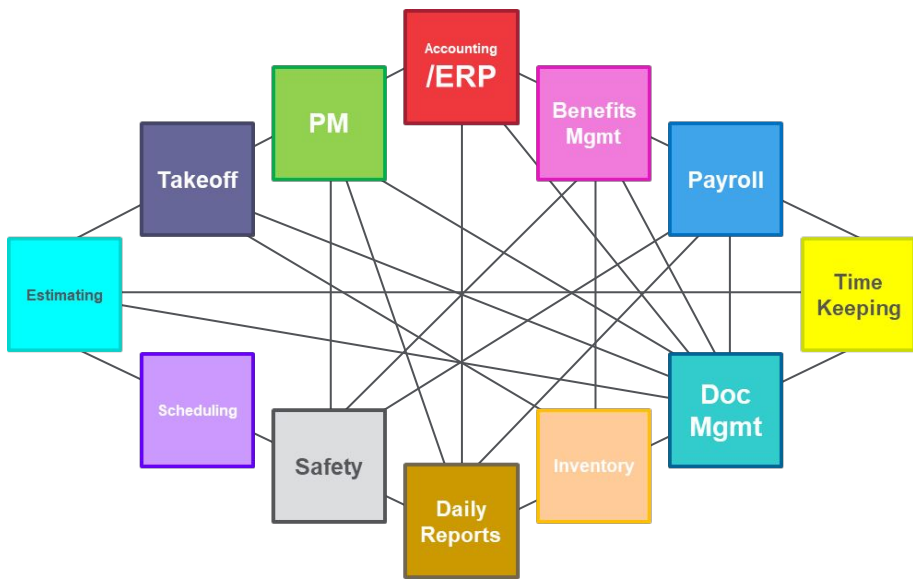 Accounting
/ERP
PM
Benefits
Mgmt
Takeoff
Payroll
Estimating
Time
Keeping
Scheduling
Doc
Mgmt
Safety
Inventory
Daily
Reports